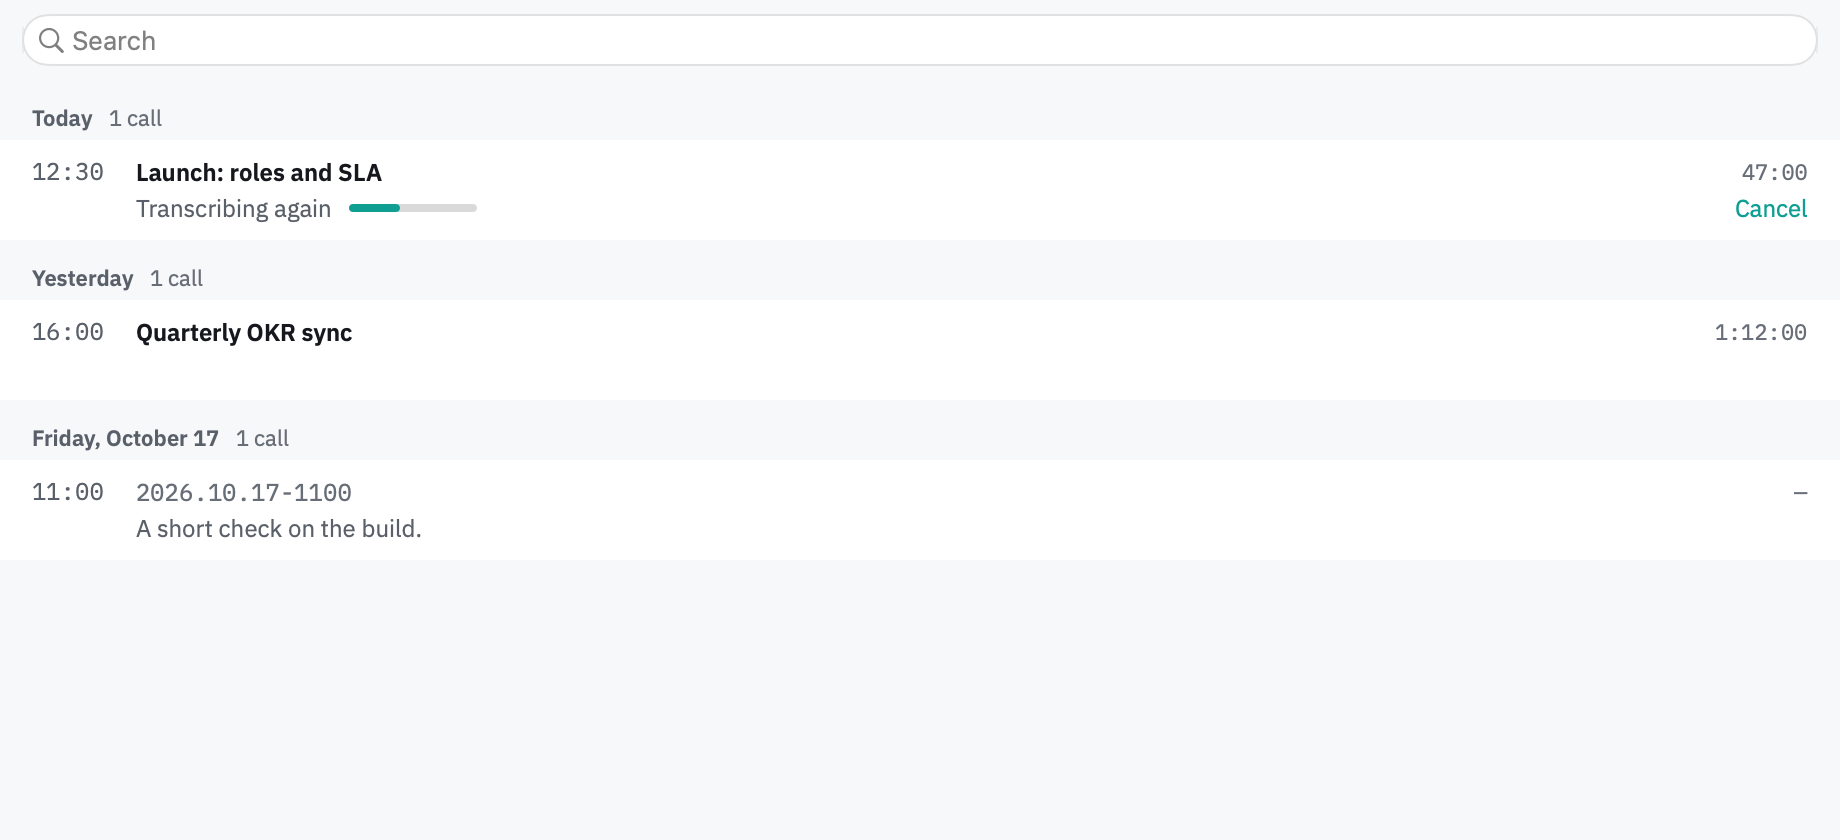 Search
Today 1 call
12:30 Launch: roles and SLA 47:00
Transcribing again Cancel
Yesterday 1 call
16:00 Quarterly OKR sync 1:12:00
Friday, October 17 1 call
11:00 2026.10.17-1100 –
A short check on the build.